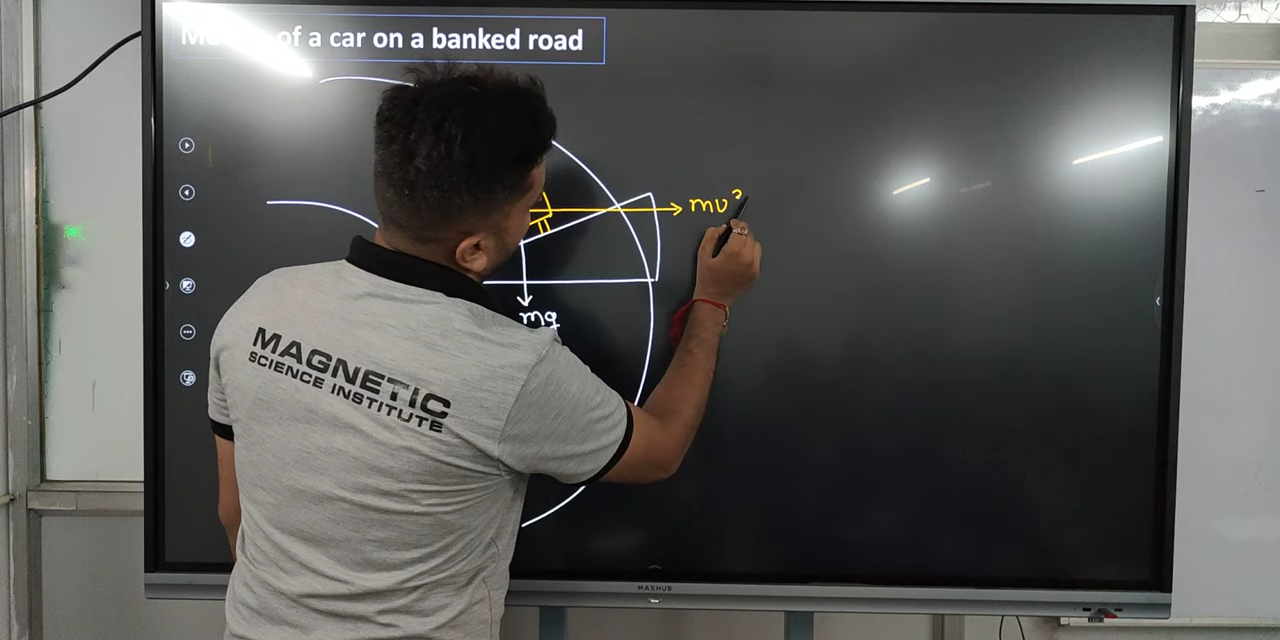 of a car on a banked road
mv²
mg
MAGNETIC
SCIENCE INSTITUTE
MAXHUB